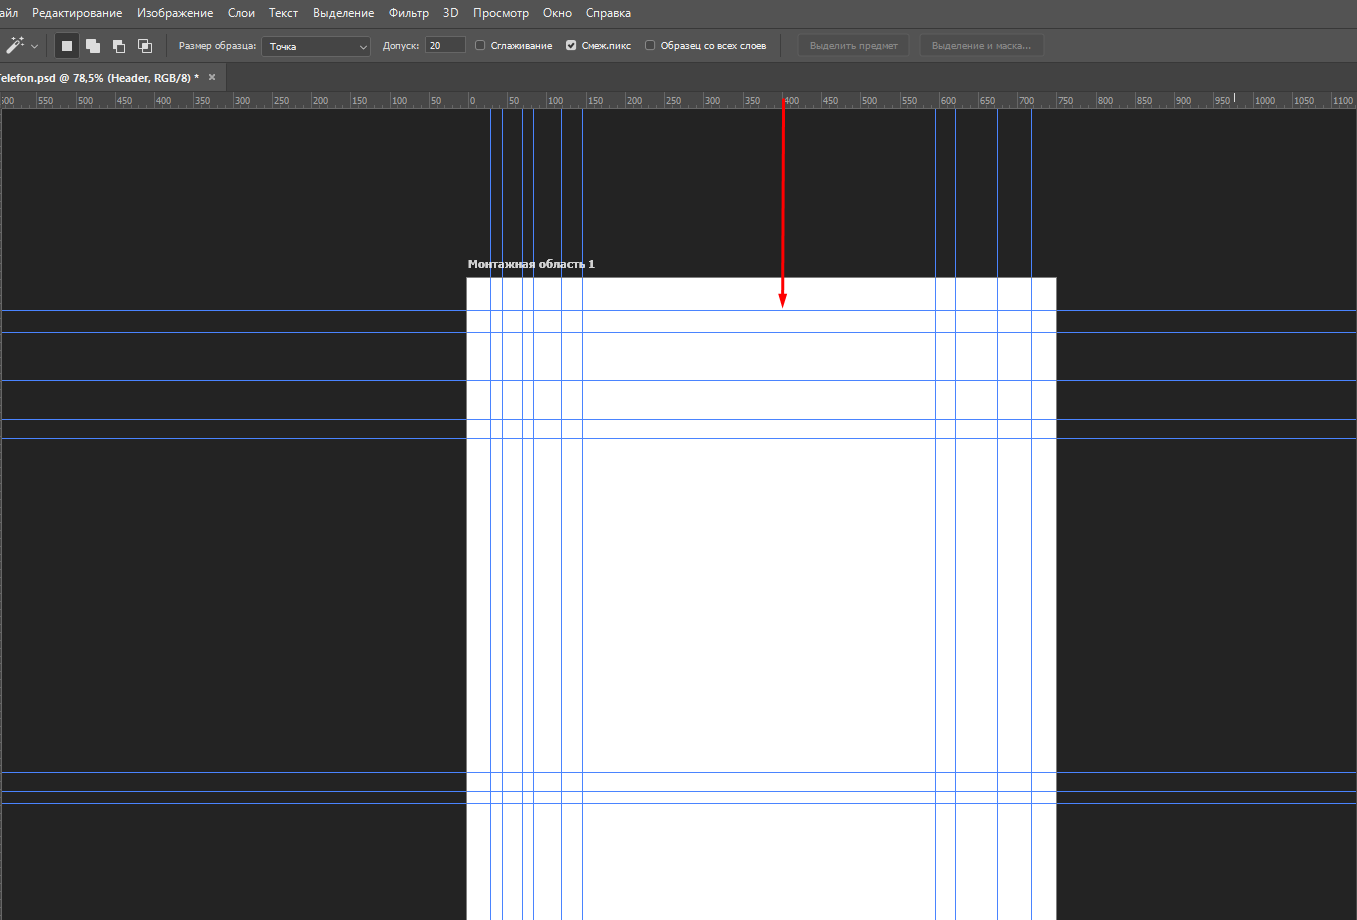 айл Редактирование Изображение Слои Текст Выделение Фильтр 3D Просмотр Окно Справка
Размер образца: Точка Допуск: 20 Сглаживание Смеж.пикс Образец со всех слоев Выделить предмет Выделение и маска...
elefon.psd @ 78,5% (Header, RGB/8) * ×
600 550 500 450 400 350 300 250 200 150 100 50 0 50 100 150 200 250 300 350 400 450 500 550 600 650 700 750 800 850 900 950 1000 1050 1100
Монтажная область 1